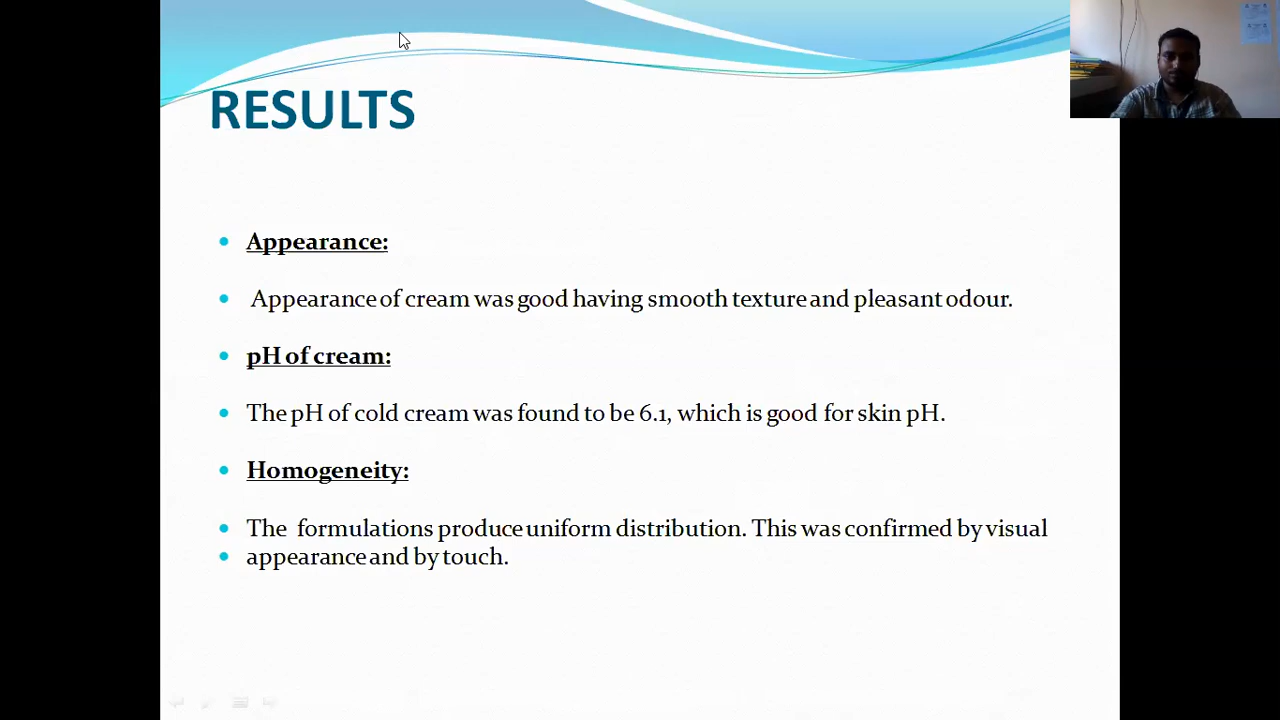 RESULTS
Appearance:
Appearance of cream was good having smooth texture and pleasant odour.
pH of cream:
The pH of cold cream was found to be 6.1, which is good for skin pH.
Homogeneity:
The formulations produce uniform distribution. This was confirmed by visual
appearance and by touch.